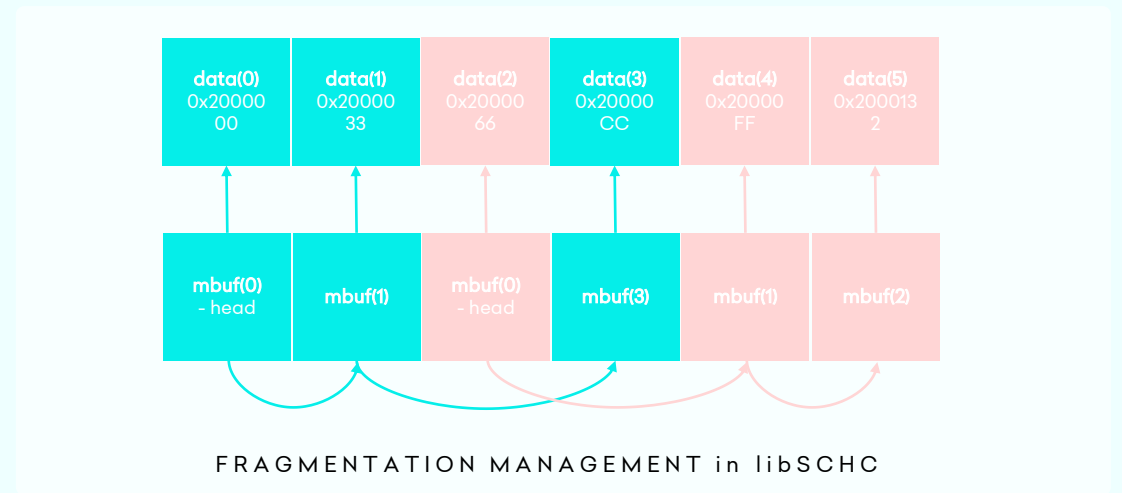 data(0)
0x20000
00
data(1)
0x20000
33
data(2)
0x20000
66
data(3)
0x20000
CC
data(4)
0x20000
FF
data(5)
0x200013
2
mbuf(0)
- head
mbuf(1)
mbuf(0)
- head
mbuf(3)
mbuf(1)
mbuf(2)
FRAGMENTATION MANAGEMENT in libSCHC